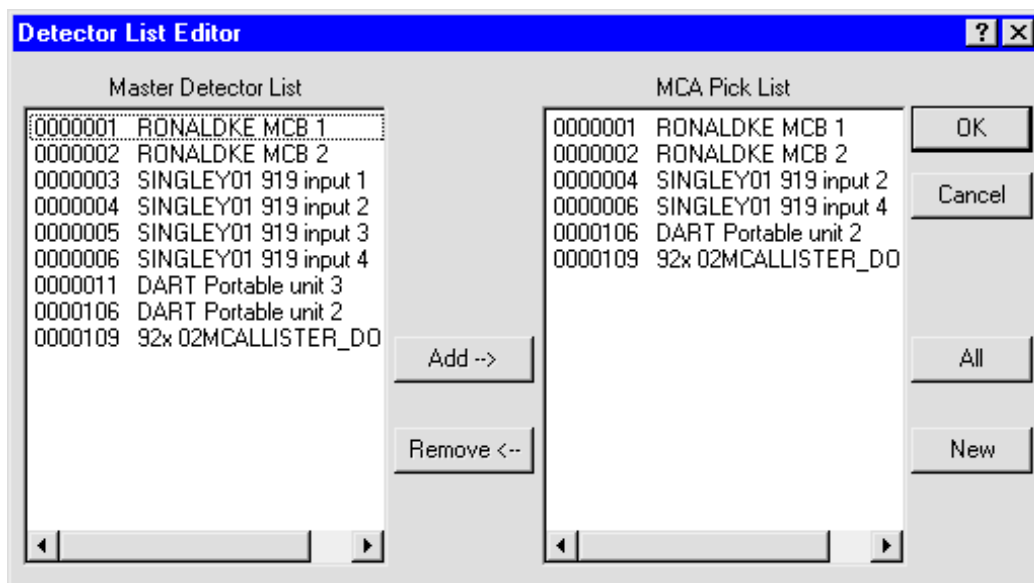 Detector List Editor
Master Detector List
0000001 RONALDKE MCB 1
0000002 RONALDKE MCB 2
0000003 SINGLEY01 919 input 1
0000004 SINGLEY01 919 input 2
0000005 SINGLEY01 919 input 3
0000006 SINGLEY01 919 input 4
0000011 DART Portable unit 3
0000106 DART Portable unit 2
0000109 92x 02MCALLISTER_DO
Add -->
Remove <--
MCA Pick List
0000001 RONALDKE MCB 1
0000002 RONALDKE MCB 2
0000004 SINGLEY01 919 input 2
0000006 SINGLEY01 919 input 4
0000106 DART Portable unit 2
0000109 92x 02MCALLISTER_DO
OK
Cancel
All
New